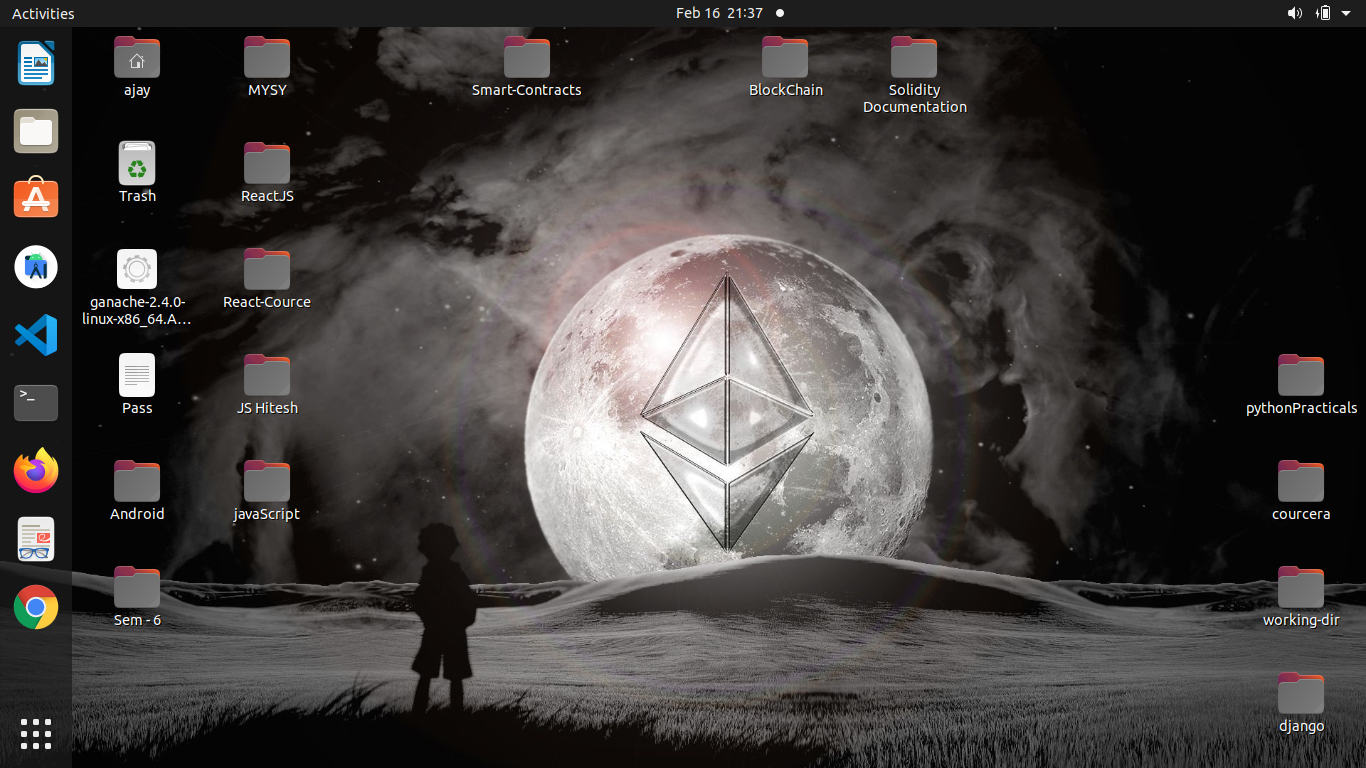 Activities
Feb 16 21:37
ajay
MYSY
Smart-Contracts
BlockChain
Solidity
Documentation
Trash
ReactJS
ganache-2.4.0-
linux-x86_64.A...
React-Cource
Pass
JS Hitesh
pythonPracticals
Android
javaScript
courcera
Sem - 6
working-dir
django